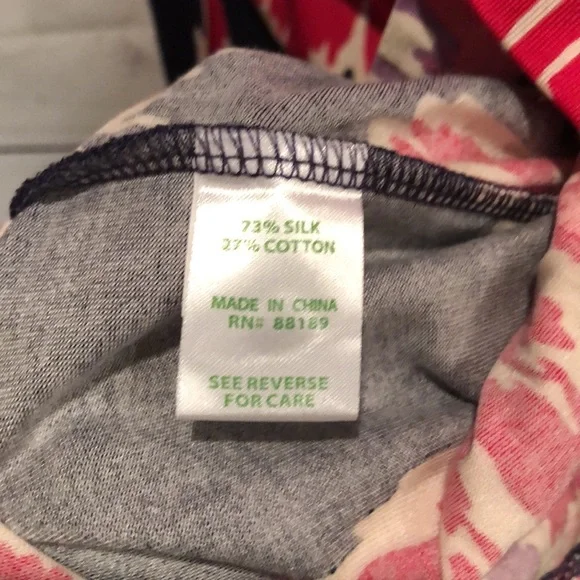 73% SILK
27% COTTON
MADE IN CHINA
RN# 88189
SEE REVERSE
FOR CARE